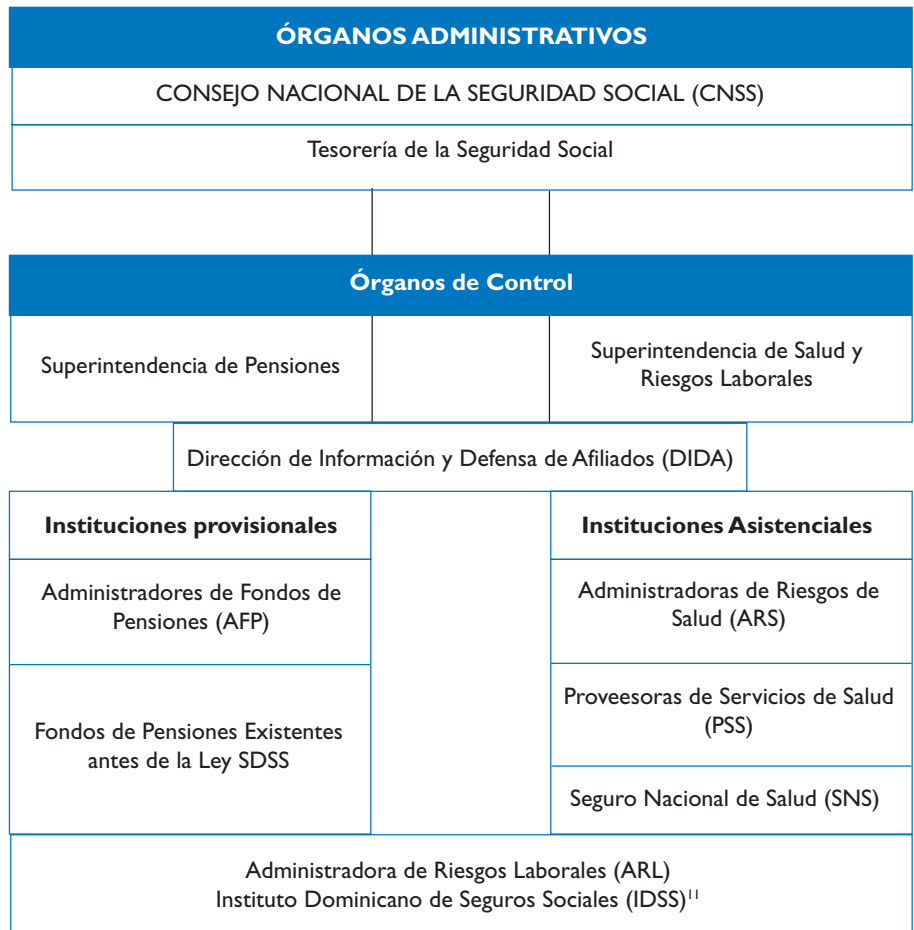 ÓRGANOS ADMINISTRATIVOS
CONSEJO NACIONAL DE LA SEGURIDAD SOCIAL (CNSS)
Tesorería de la Seguridad Social
Órganos de Control
Superintendencia de Pensiones
Superintendencia de Salud y
Riesgos Laborales
Dirección de Información y Defensa de Afiliados (DIDA)
Instituciones provisionales
Administradores de Fondos de
Pensiones (AFP)
Fondos de Pensiones Existentes
antes de la Ley SDSS
Instituciones Asistenciales
Administradoras de Riesgos de
Salud (ARS)
Proveesoras de Servicios de Salud
(PSS)
Seguro Nacional de Salud (SNS)
Administradora de Riesgos Laborales (ARL)
Instituto Dominicano de Seguros Sociales (IDSS)¹¹